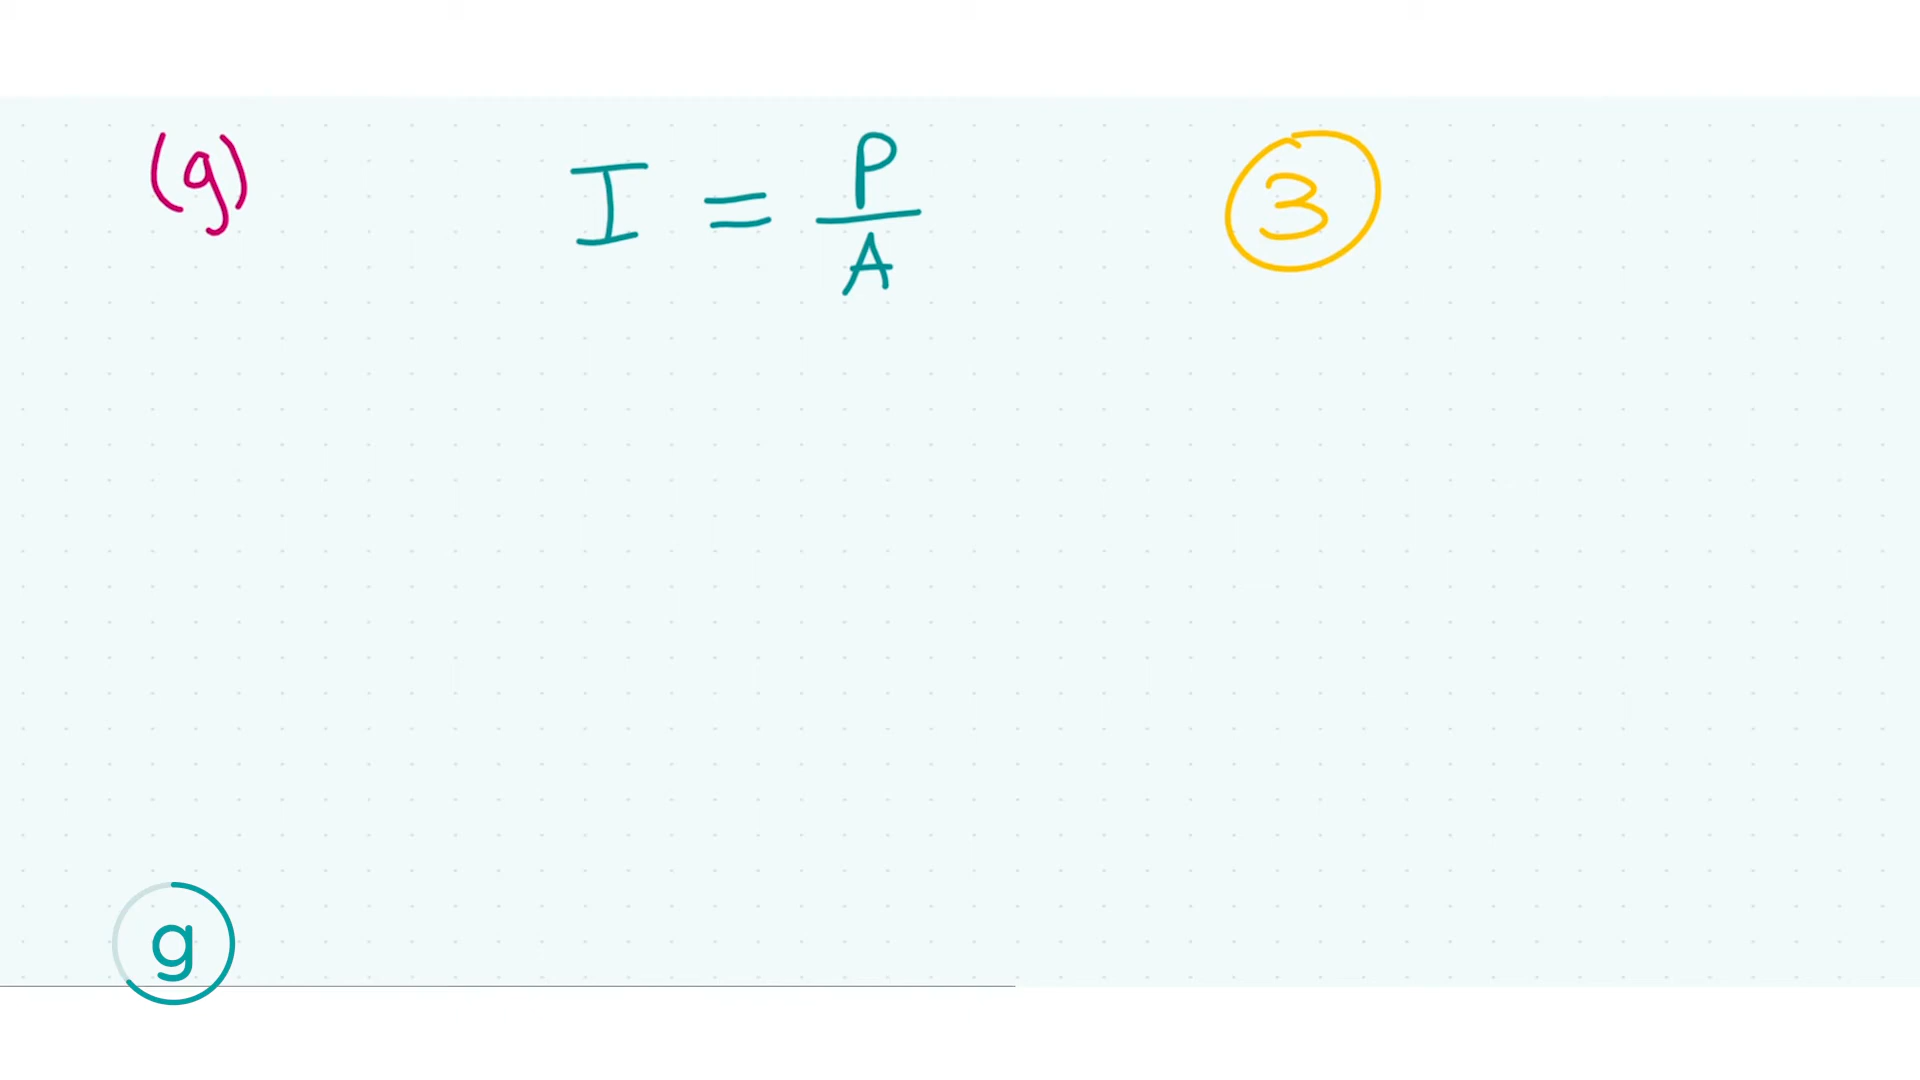 (g) I = P/A ③
g